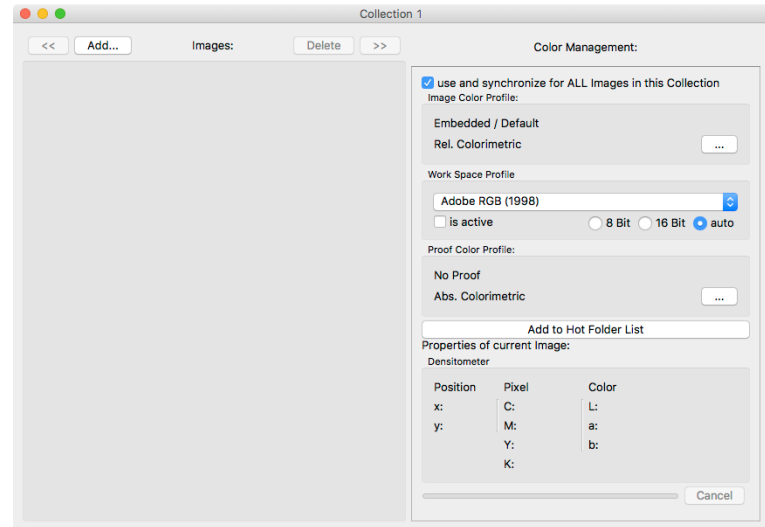 Collection 1
<< Add... Images: Delete >>
Color Management:
use and synchronize for ALL Images in this Collection
Image Color Profile:
Embedded / Default
Rel. Colorimetric ...
Work Space Profile
Adobe RGB (1998)
is active 8 Bit 16 Bit auto
Proof Color Profile:
No Proof
Abs. Colorimetric ...
Add to Hot Folder List
Properties of current Image:
Densitometer
Position Pixel Color
x: C: L:
y: M: a:
Y: b:
K:
Cancel